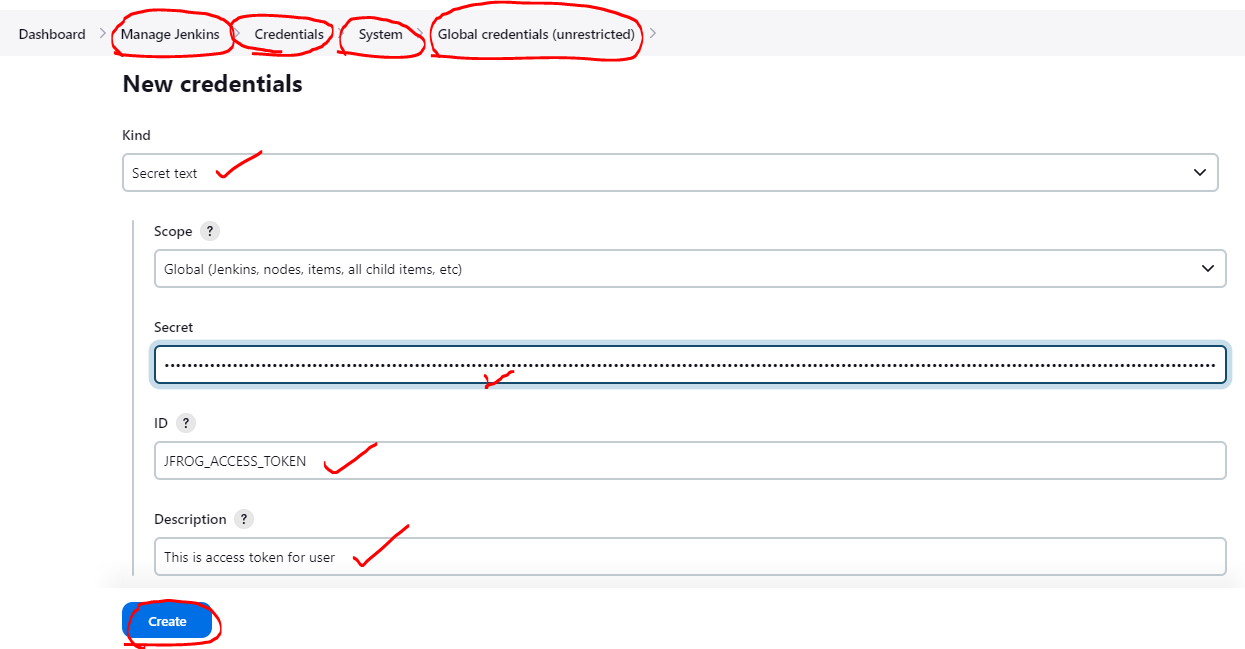 Dashboard > Manage Jenkins > Credentials > System > Global credentials (unrestricted) >
New credentials
Kind
Secret text
Scope ?
Global (Jenkins, nodes, items, all child items, etc)
Secret
ID ?
JFROG_ACCESS_TOKEN
Description ?
This is access token for user
Create